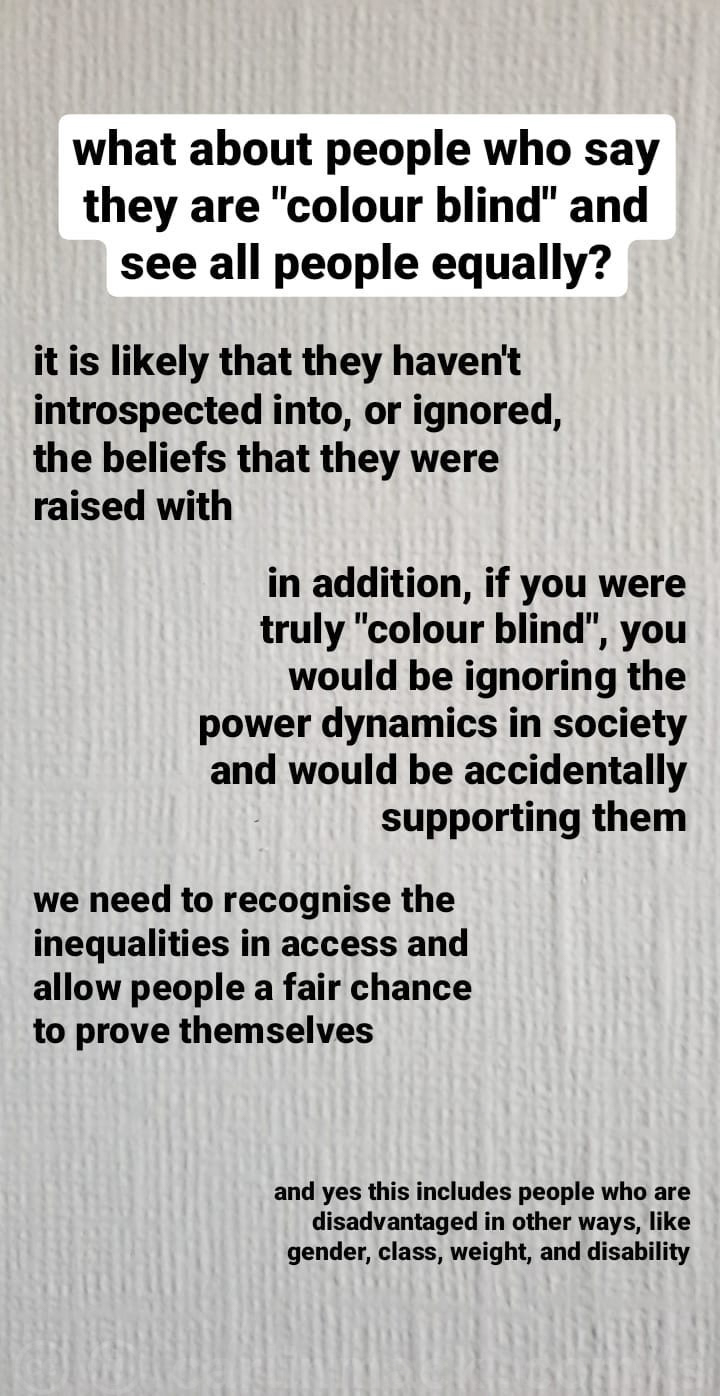 what about people who say
they are "colour blind" and
see all people equally?
it is likely that they haven't
introspected into, or ignored,
the beliefs that they were
raised with
in addition, if you were
truly "colour blind", you
would be ignoring the
power dynamics in society
and would be accidentally
supporting them
we need to recognise the
inequalities in access and
allow people a fair chance
to prove themselves
and yes this includes people who are
disadvantaged in other ways, like
gender, class, weight, and disability